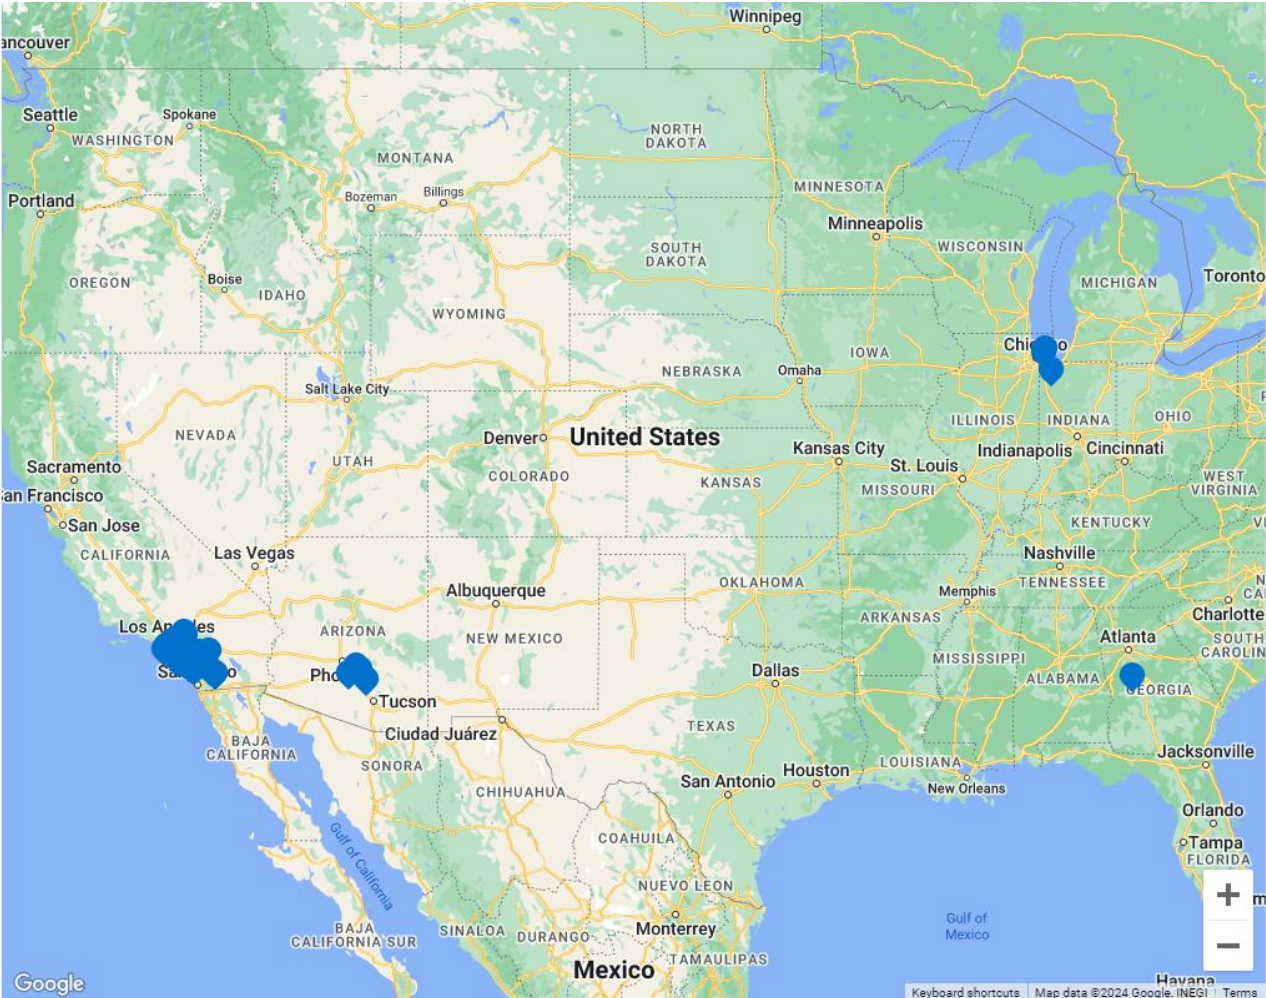 Winnipeg
ancouver
Seattle
Spokane
WASHINGTON
NORTH
DAKOTA
MONTANA
MINNESOTA
Portland
Bozeman
Billings
Minneapolis
WISCONSIN
SOUTH
DAKOTA
OREGON
Boise
IDAHO
MICHIGAN
Toronto
WYOMING
IOWA
NEBRASKA
Omaha
Salt Lake City
ILLINOIS
INDIANA
OHIO
NEVADA
Denver
United States
Kansas City
Indianapolis
Cincinnati
UTAH
Sacramento
COLORADO
KANSAS
St. Louis
MISSOURI
WEST
VIRGINIA
an Francisco
San Jose
KENTUCKY
CALIFORNIA
Las Vegas
Nashville
TENNESSEE
Albuquerque
OKLAHOMA
Memphis
ARKANSAS
Charlotte
ARIZONA
NEW MEXICO
Atlanta
SOUTH
CAROLIN
MISSISSIPPI
Dallas
ALABAMA
Tucson
Ciudad Juárez
TEXAS
BAJA
CALIFORNIA
SONORA
LOUISIANA
Jacksonville
San Antonio
Houston
CHIHUAHUA
New Orleans
Orlando
COAHUILA
Tampa
FLORIDA
Gulf of California
NUEVO LEON
Gulf of
Mexico
BAJA
CALIFORNIA SUR
SINALOA
DURANGO
Monterrey
Mexico
TAMAULIPAS
Google
Havana
Keyboard shortcuts
Map data ©2024 Google, INEGI
Terms